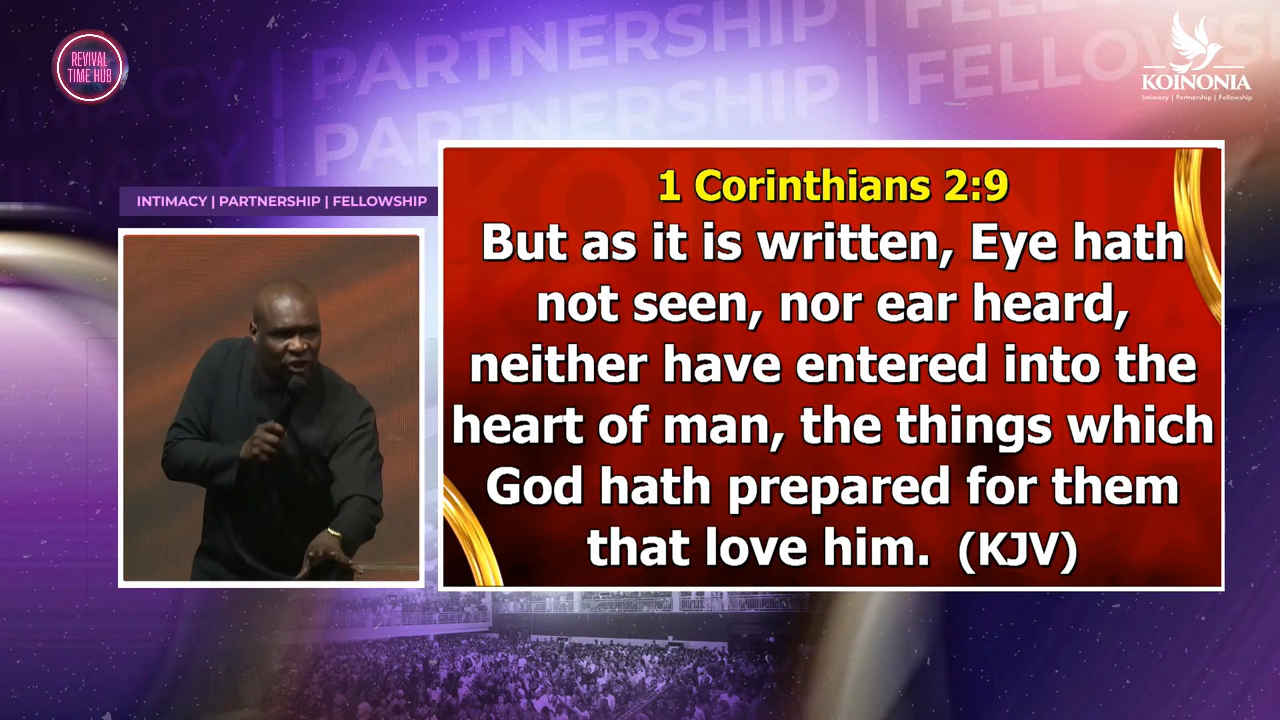 REVIVAL
TIME HUB
INTIMACY | PARTNERSHIP | FELLOWSHIP
INTIMACY | PARTNERSHIP | FELLOWSHIP
KOINONIA
Intimacy | Partnership | Fellowship
INTIMACY | PARTNERSHIP | FELLOWSHIP
1 Corinthians 2:9
But as it is written, Eye hath
not seen, nor ear heard,
neither have entered into the
heart of man, the things which
God hath prepared for them
that love him. (KJV)